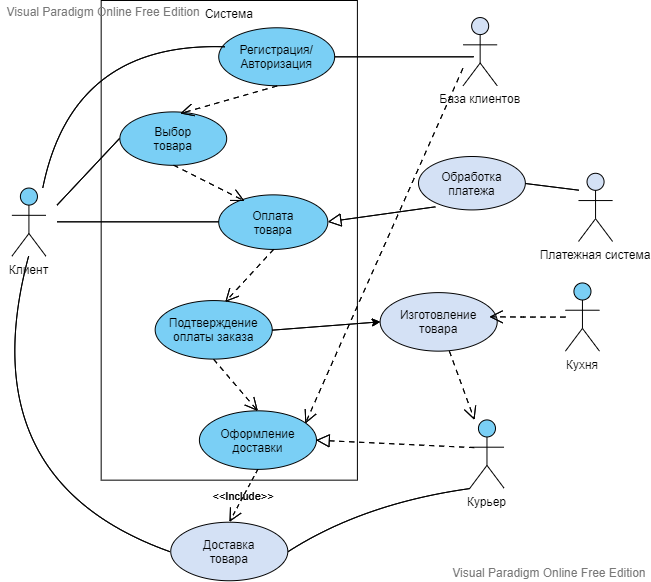 Visual Paradigm Online Free Edition
Система
Регистрация/
Авторизация
База клиентов
Выбор
товара
Обработка
платежа
Оплата
товара
Платежная система
Клиент
Подтверждение
оплаты заказа
Изготовление
товара
Кухня
Оформление
доставки
Курьер
<<Include>>
Доставка
товара
Visual Paradigm Online Free Edition